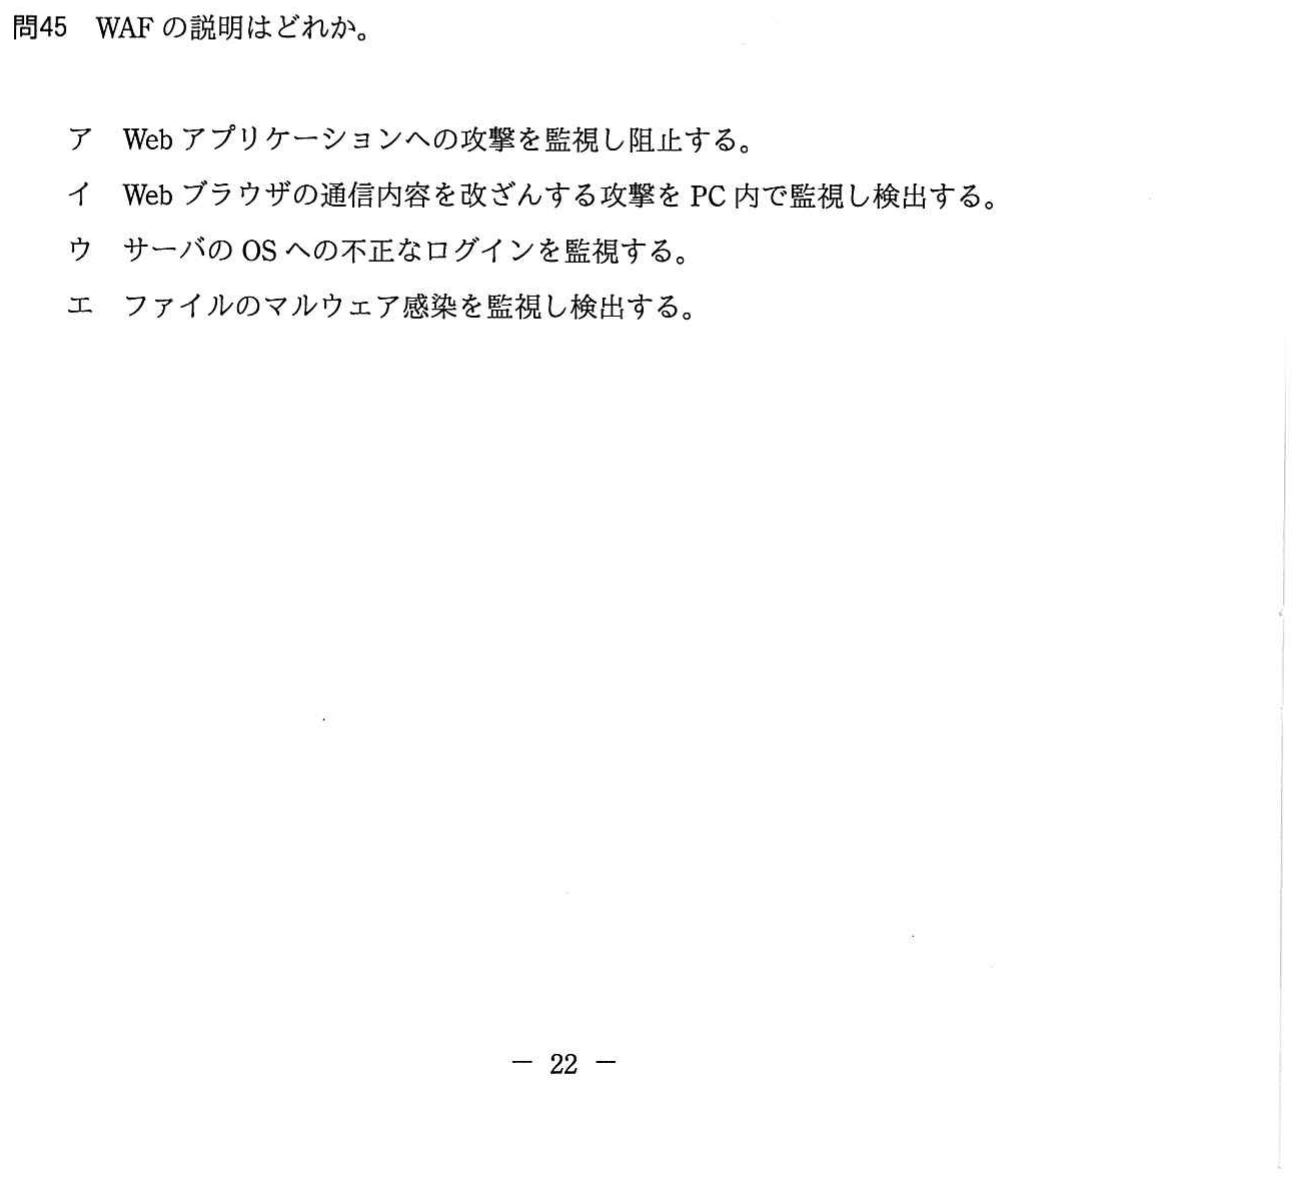 問45 WAF の説明はどれか。
ア Web アプリケーションへの攻撃を監視し阻止する。
イ Web ブラウザの通信内容を改ざんする攻撃を PC 内で監視し検出する。
ウ サーバの OS への不正なログインを監視する。
エ ファイルのマルウェア感染を監視し検出する。
— 22 —